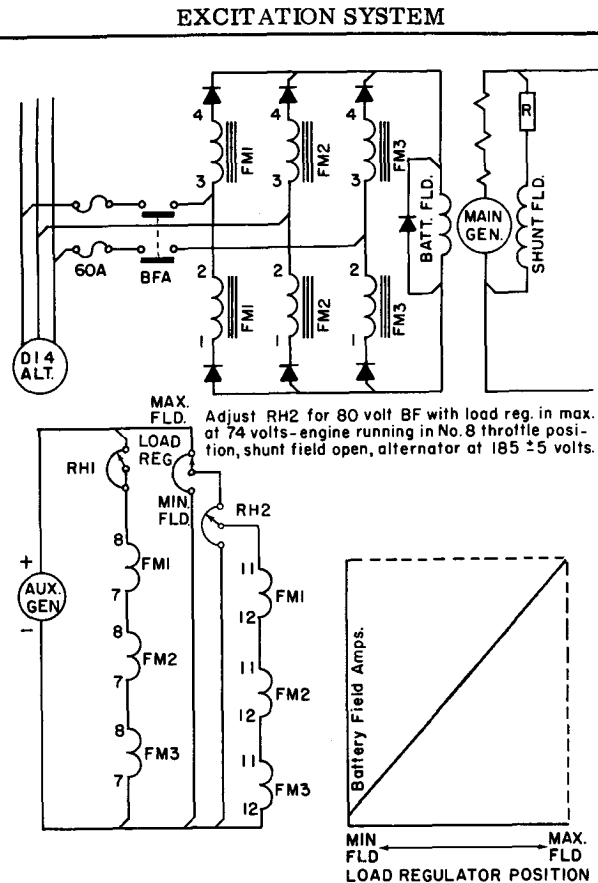 EXCITATION SYSTEM
4
4
4
FM1
FM2
FM3
3
3
3
60A
BFA
2
2
2
FM1
FM2
FM3
1
1
1
BATT. FLD.
MAIN
GEN.
R
SHUNT FLD.
D14
ALT.
MAX.
FLD.
LOAD
REG
MIN.
FLD.
Adjust RH2 for 80 volt BF with load reg. in max.
at 74 volts-engine running in No.8 throttle posi-
tion, shunt field open, alternator at 185 ±5 volts.
RH1
RH2
8
FM1
7
8
FM2
7
8
FM3
7
+
AUX.
GEN
-
11
FM1
12
11
FM2
12
11
FM3
12
Battery Field Amps.
MIN
FLD
MAX.
FLD
LOAD REGULATOR POSITION